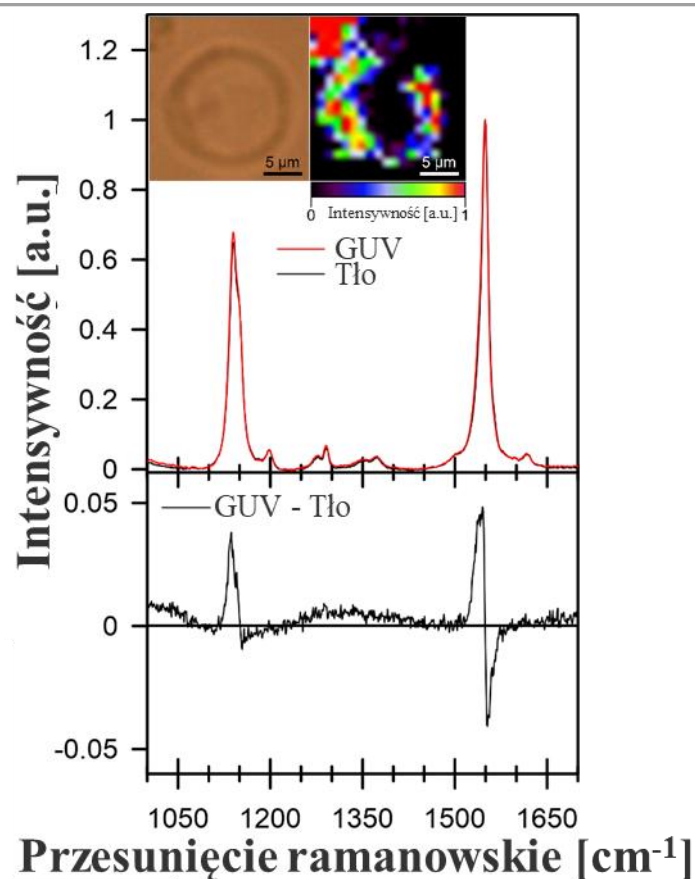 1.2
1
0.8
0.6
0.4
0.2
0
5 µm
5 µm
0 Intensywność [a.u.] 1
GUV
Tło
Intensywność [a.u.]
0.05
0
-0.05
GUV - Tło
1050 1200 1350 1500 1650
Przesunięcie ramanowskie [cm⁻¹]